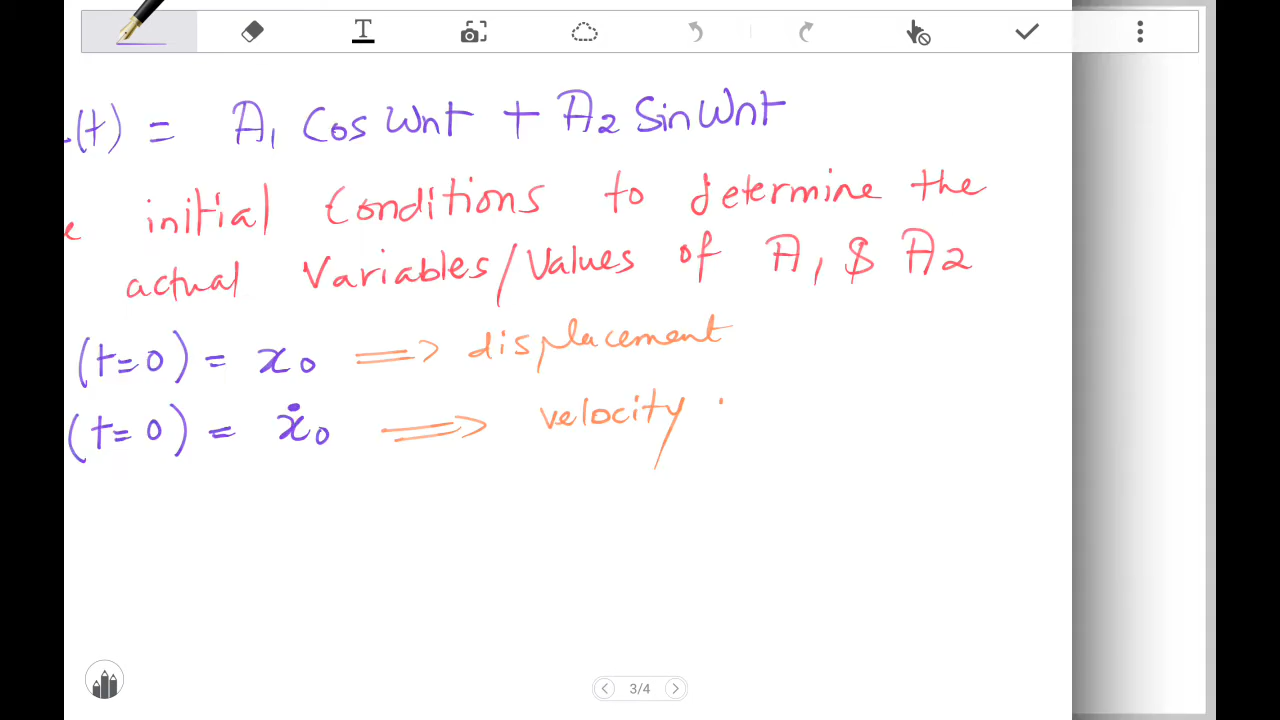 (t) = A1 Cos Wnt + A2 Sin Wnt
e initial Conditions to determine the
actual Variables/Values of A1 & A2
(t=0) = x0 ⟹ displacement
(t=0) = ẋ0 ⟹ velocity .
3/4